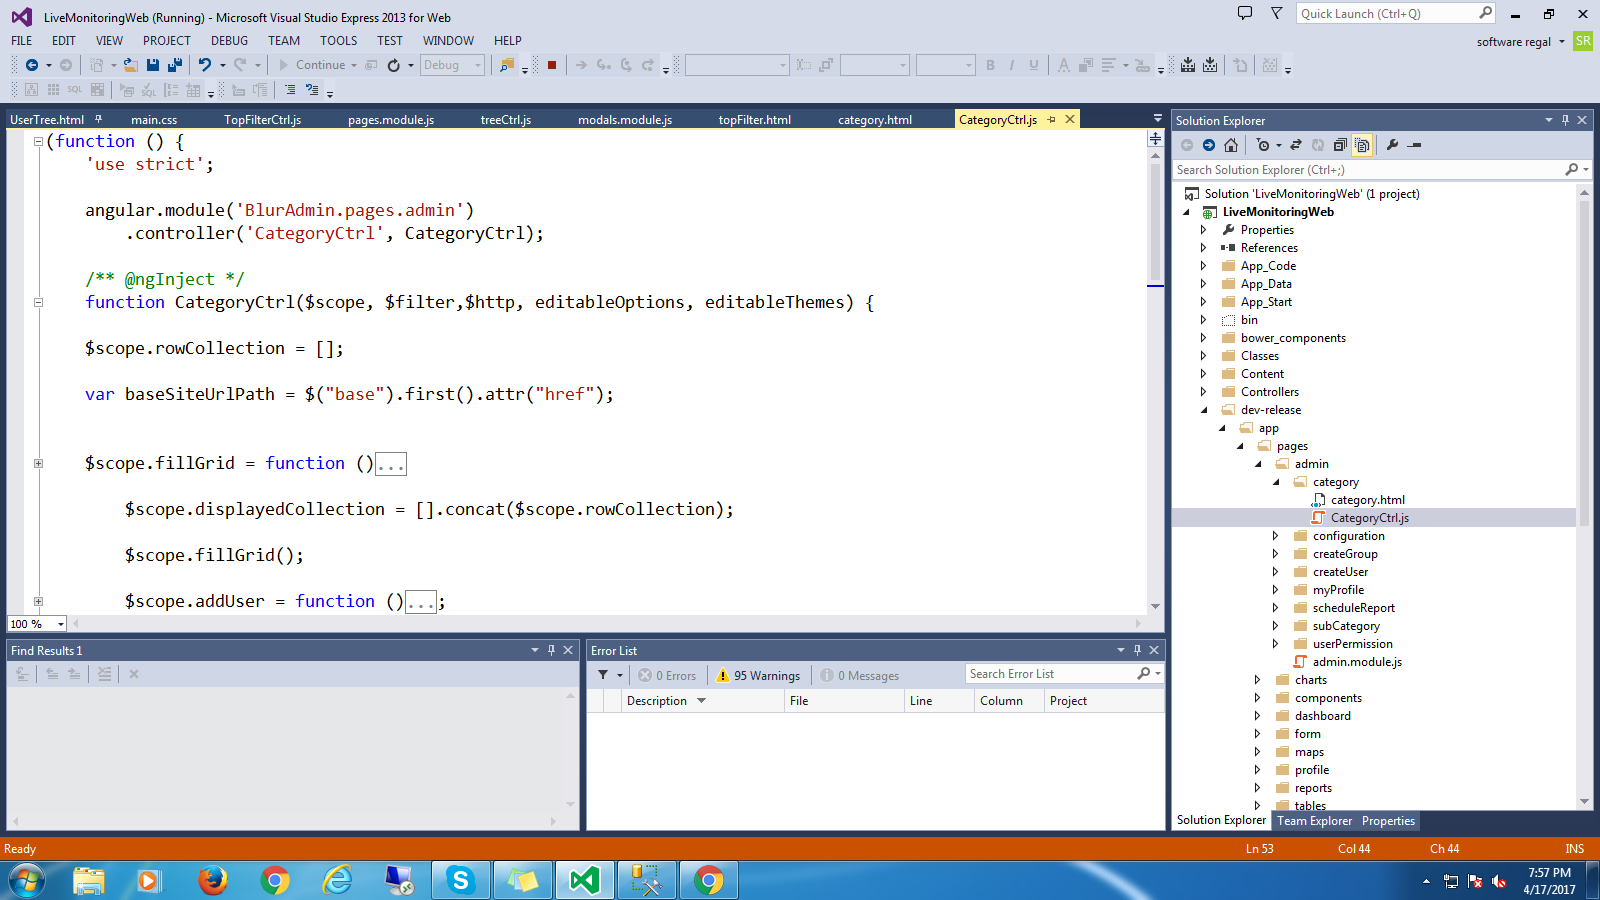 LiveMonitoringWeb (Running) - Microsoft Visual Studio Express 2013 for Web
Quick Launch (Ctrl+Q)
FILE EDIT VIEW PROJECT DEBUG TEAM TOOLS TEST WINDOW HELP
software regal SR
Continue Debug
SQL SQL
UserTree.html main.css TopFilterCtrl.js pages.module.js treeCtrl.js modals.module.js topFilter.html category.html CategoryCtrl.js
(function () {
'use strict';
angular.module('BlurAdmin.pages.admin')
.controller('CategoryCtrl', CategoryCtrl);
/** @ngInject */
function CategoryCtrl($scope, $filter,$http, editableOptions, editableThemes) {
$scope.rowCollection = [];
var baseSiteUrlPath = $("base").first().attr("href");
$scope.fillGrid = function ()...
$scope.displayedCollection = [].concat($scope.rowCollection);
$scope.fillGrid();
$scope.addUser = function ()...;
100 %
Solution Explorer
Search Solution Explorer (Ctrl+;)
Solution 'LiveMonitoringWeb' (1 project)
LiveMonitoringWeb
Properties
References
App_Code
App_Data
App_Start
bin
bower_components
Classes
Content
Controllers
dev-release
app
pages
admin
category
category.html
CategoryCtrl.js
configuration
createGroup
createUser
myProfile
scheduleReport
subCategory
userPermission
admin.module.js
charts
components
dashboard
form
maps
profile
reports
tables
Solution Explorer Team Explorer Properties
Find Results 1
Error List
0 Errors 95 Warnings 0 Messages
Search Error List
Description File Line Column Project
Ready
Ln 53 Col 44 Ch 44 INS
7:57 PM
4/17/2017